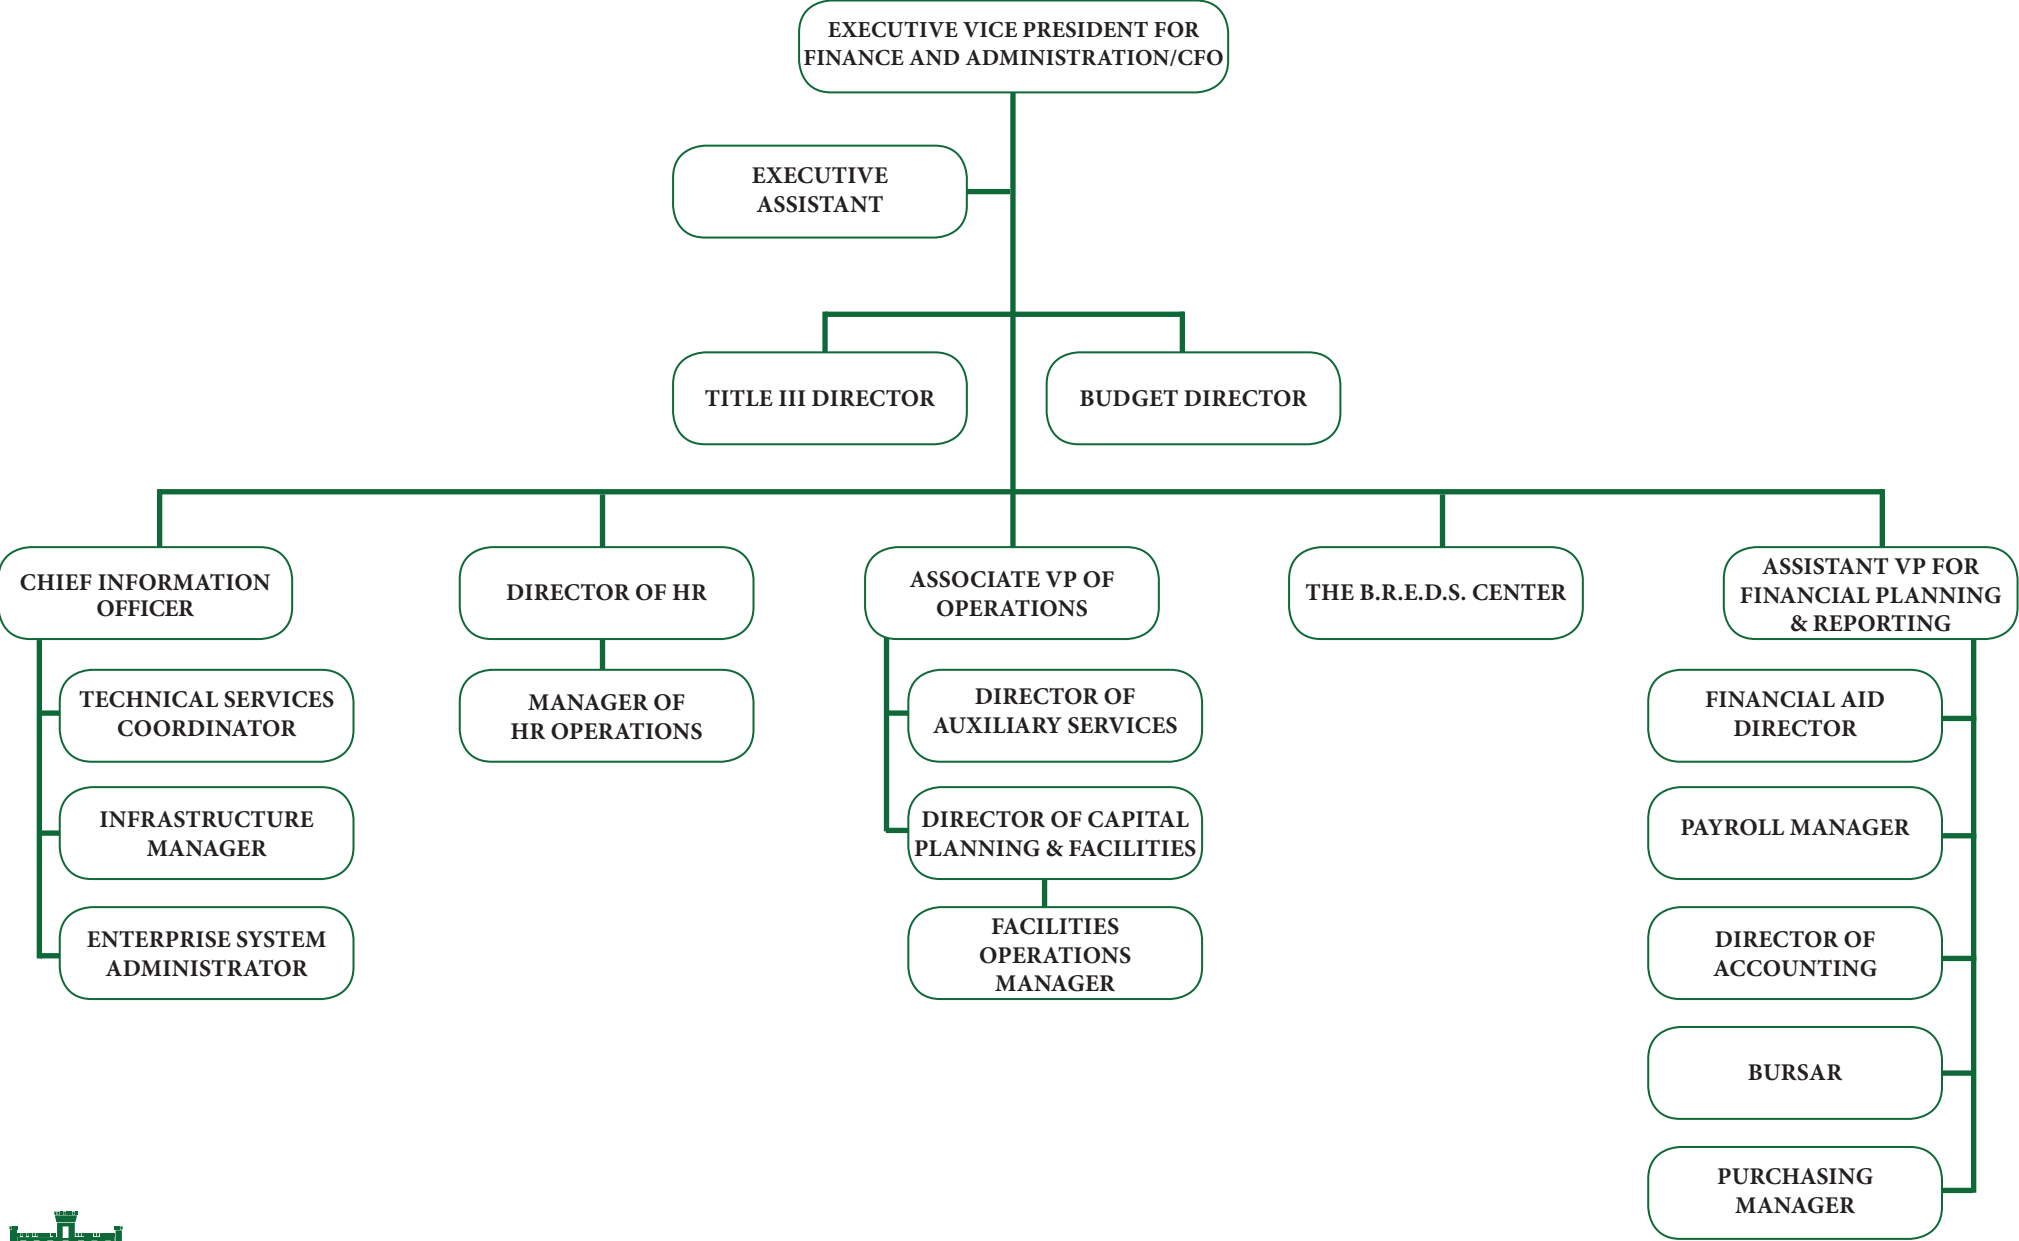 EXECUTIVE VICE PRESIDENT FOR
FINANCE AND ADMINISTRATION/CFO
EXECUTIVE
ASSISTANT
TITLE III DIRECTOR
BUDGET DIRECTOR
CHIEF INFORMATION
OFFICER
DIRECTOR OF HR
ASSOCIATE VP OF
OPERATIONS
THE B.R.E.D.S. CENTER
ASSISTANT VP FOR
FINANCIAL PLANNING
& REPORTING
TECHNICAL SERVICES
COORDINATOR
MANAGER OF
HR OPERATIONS
DIRECTOR OF
AUXILIARY SERVICES
FINANCIAL AID
DIRECTOR
INFRASTRUCTURE
MANAGER
DIRECTOR OF CAPITAL
PLANNING & FACILITIES
PAYROLL MANAGER
ENTERPRISE SYSTEM
ADMINISTRATOR
FACILITIES
OPERATIONS
MANAGER
DIRECTOR OF
ACCOUNTING
BURSAR
PURCHASING
MANAGER